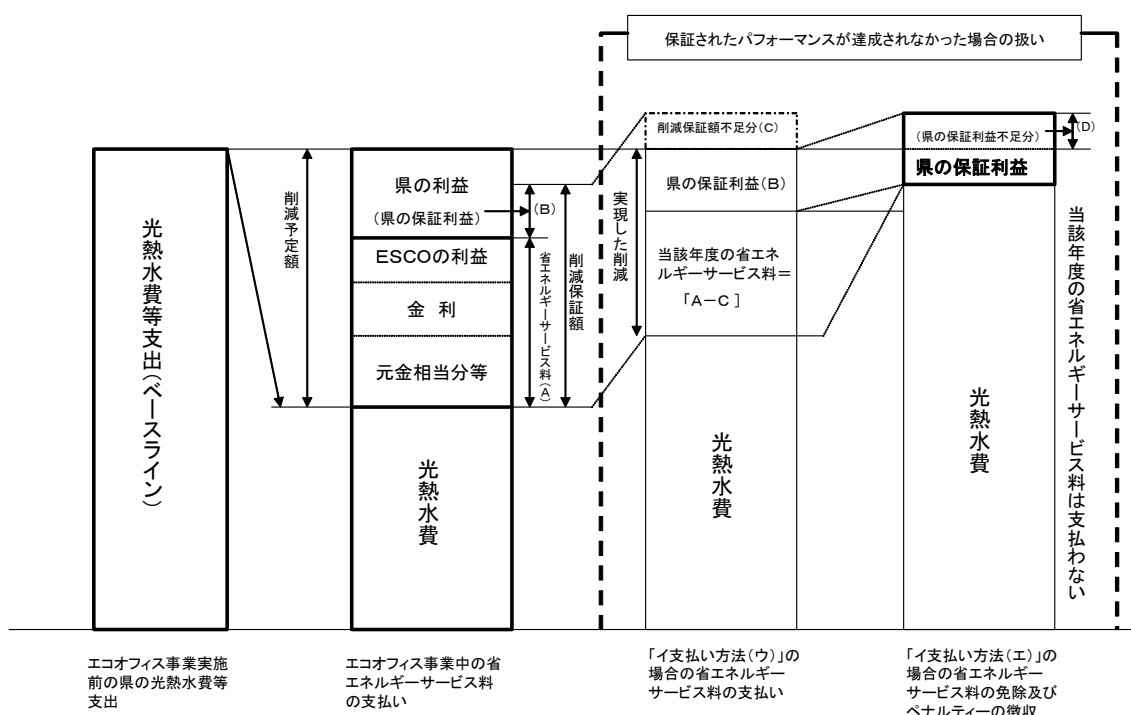 保証されたパフォーマンスが達成されなかった場合の扱い
光熱水費等支出(ベースライン)
削減予定額
県の利益
(県の保証利益)
(B)
ESCOの利益
金 利
元金相当分等
省エネルギーサービス料(A)
削減保証額
光熱水費
削減保証額不足分(C)
県の保証利益(B)
実現した削減
当該年度の省エネ
ルギーサービス料=
「A-C]
光熱水費
(県の保証利益不足分)
(D)
県の保証利益
光熱水費
当該年度の省エネルギーサービス料は支払わない
エコオフィス事業実施
前の県の光熱水費等
支出
エコオフィス事業中の省
エネルギーサービス料
の支払い
「イ支払い方法(ウ)」の
場合の省エネルギー
サービス料の支払い
「イ支払い方法(エ)」の
場合の省エネルギー
サービス料の免除及び
ペナルティーの徴収